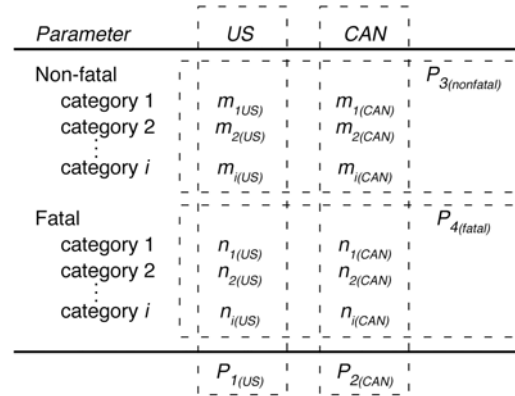 Parameter US CAN
Non-fatal P3(nonfatal)
category 1 m1(US) m1(CAN)
category 2 m2(US) m2(CAN)
⋮
category i mi(US) mi(CAN)
Fatal P4(fatal)
category 1 n1(US) n1(CAN)
category 2 n2(US) n2(CAN)
⋮
category i ni(US) ni(CAN)
P1(US) P2(CAN)